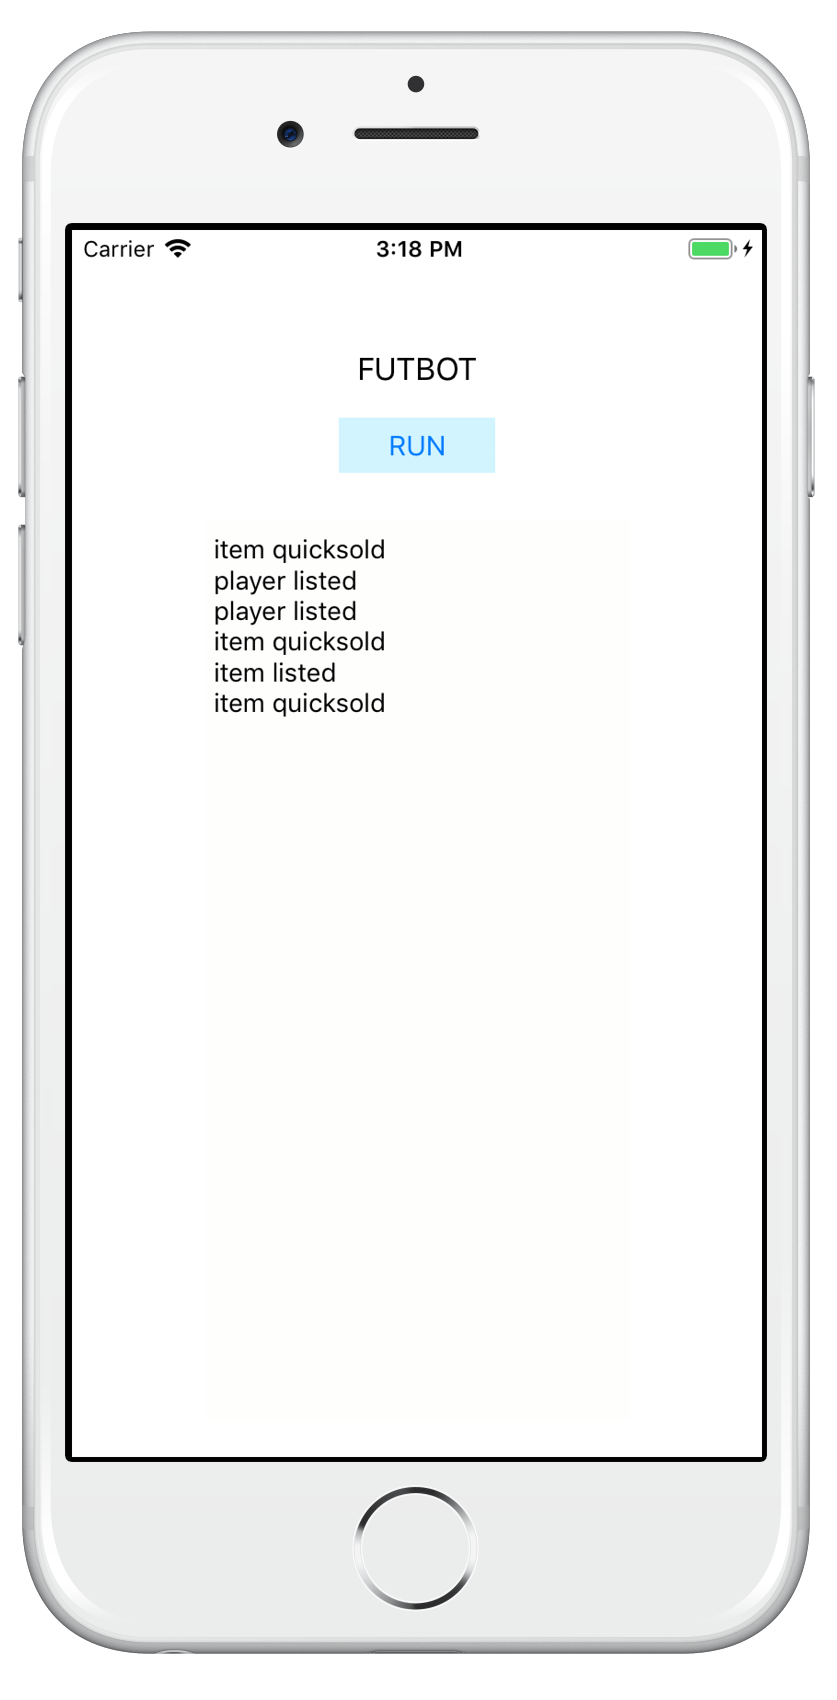 Carrier 3:18 PM
FUTBOT
RUN
item quicksold
player listed
player listed
item quicksold
item listed
item quicksold